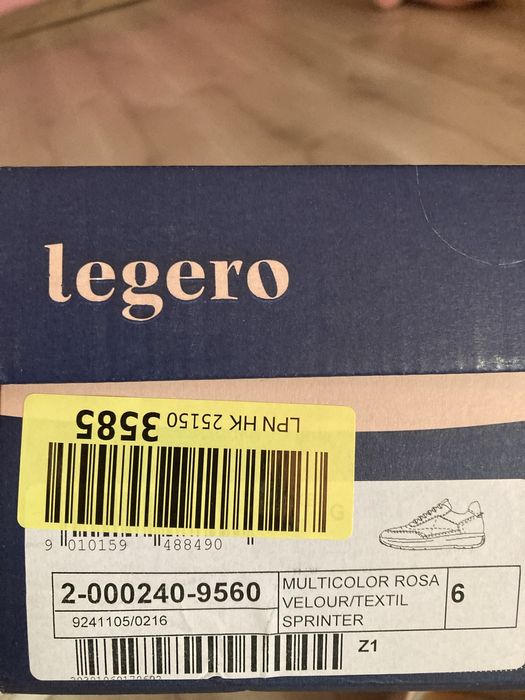 legero
LPN HK 25150 3585
G
9 010159 488490
2-000240-9560
9241105/0216
MULTICOLOR ROSA
VELOUR/TEXTIL
SPRINTER
6
Z1